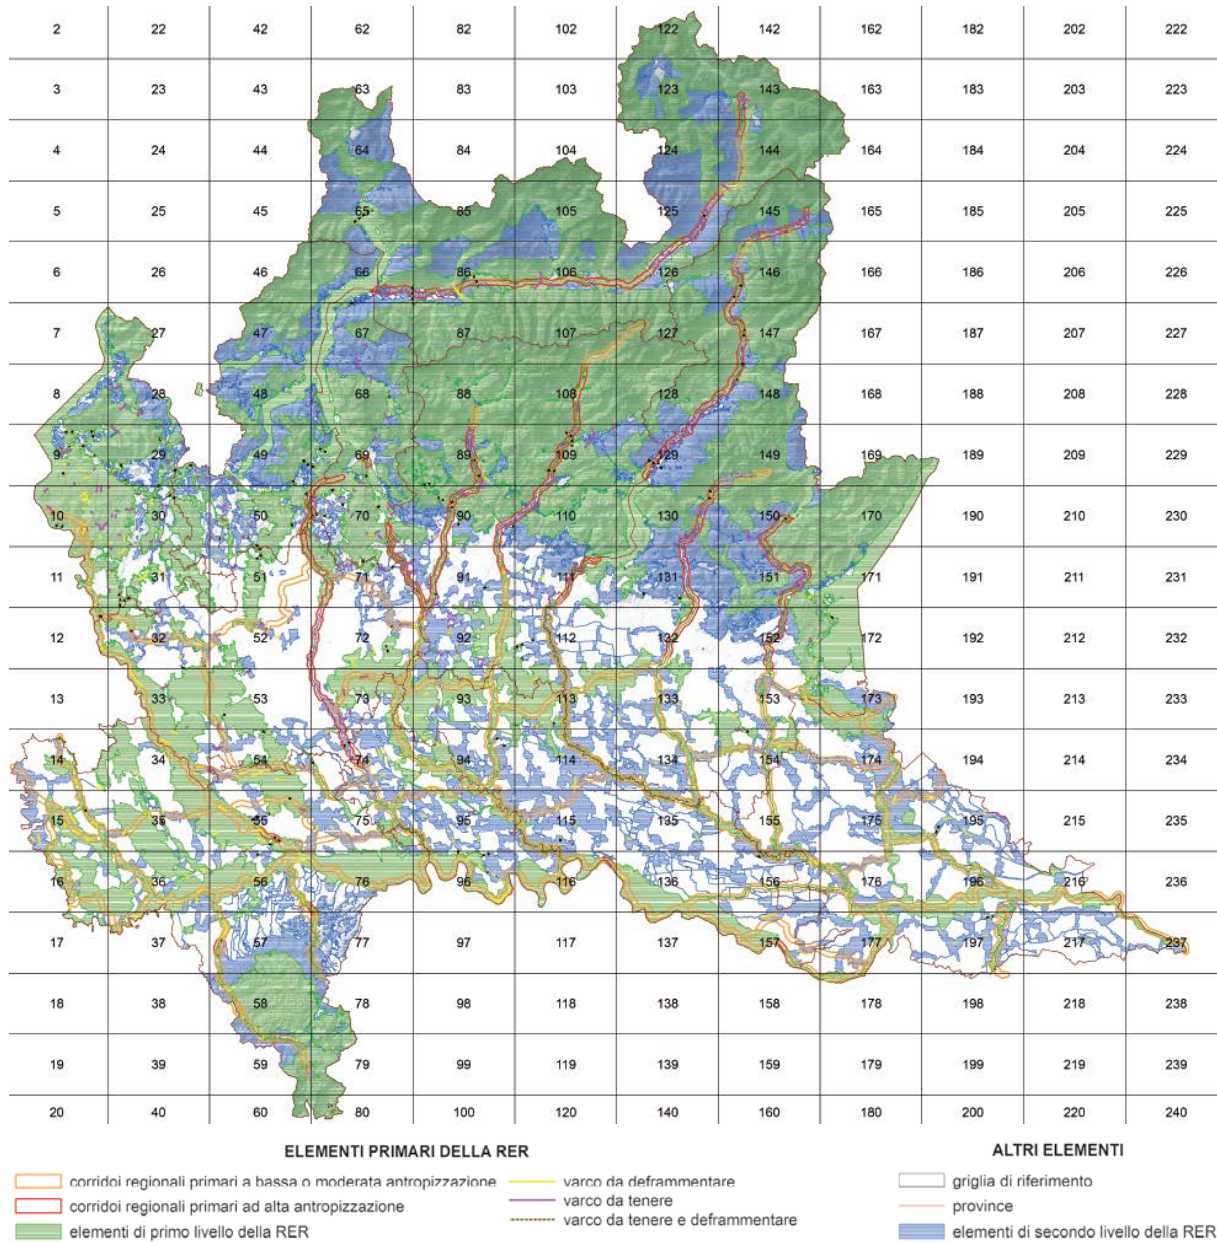 2 22 42 62 82 102 122 142 162 182 202 222
3 23 43 63 83 103 123 143 163 183 203 223
4 24 44 64 84 104 124 144 164 184 204 224
5 25 45 65 85 105 125 145 165 185 205 225
6 26 46 66 86 106 126 146 166 186 206 226
7 27 47 67 87 107 127 147 167 187 207 227
8 28 48 68 88 108 128 148 168 188 208 228
9 29 49 69 89 109 129 149 169 189 209 229
10 30 50 70 90 110 130 150 170 190 210 230
11 31 51 71 91 111 131 151 171 191 211 231
12 32 52 72 92 112 132 152 172 192 212 232
13 33 53 73 93 113 133 153 173 193 213 233
14 34 54 74 94 114 134 154 174 194 214 234
15 35 55 75 95 115 135 155 175 195 215 235
16 36 56 76 96 116 136 156 176 196 216 236
17 37 57 77 97 117 137 157 177 197 217 237
18 38 58 78 98 118 138 158 178 198 218 238
19 39 59 79 99 119 139 159 179 199 219 239
20 40 60 80 100 120 140 160 180 200 220 240
ELEMENTI PRIMARI DELLA RER
corridoi regionali primari a bassa o moderata antropizzazione
corridoi regionali primari ad alta antropizzazione
elementi di primo livello della RER
varco da deframmentare
varco da tenere
varco da tenere e deframmentare
ALTRI ELEMENTI
griglia di riferimento
province
elementi di secondo livello della RER